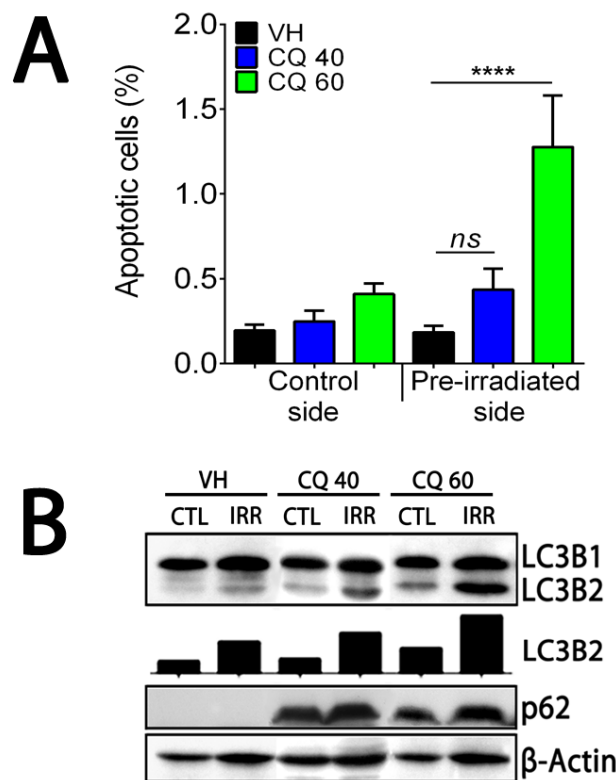 A
Apoptotic cells (%)
2.0
1.5
1.0
0.5
0.0
VH
CQ 40
CQ 60
****
ns
Control side
Pre-irradiated side
B
VH CQ 40 CQ 60
CTL IRR CTL IRR CTL IRR
LC3B1
LC3B2
LC3B2
p62
β-Actin